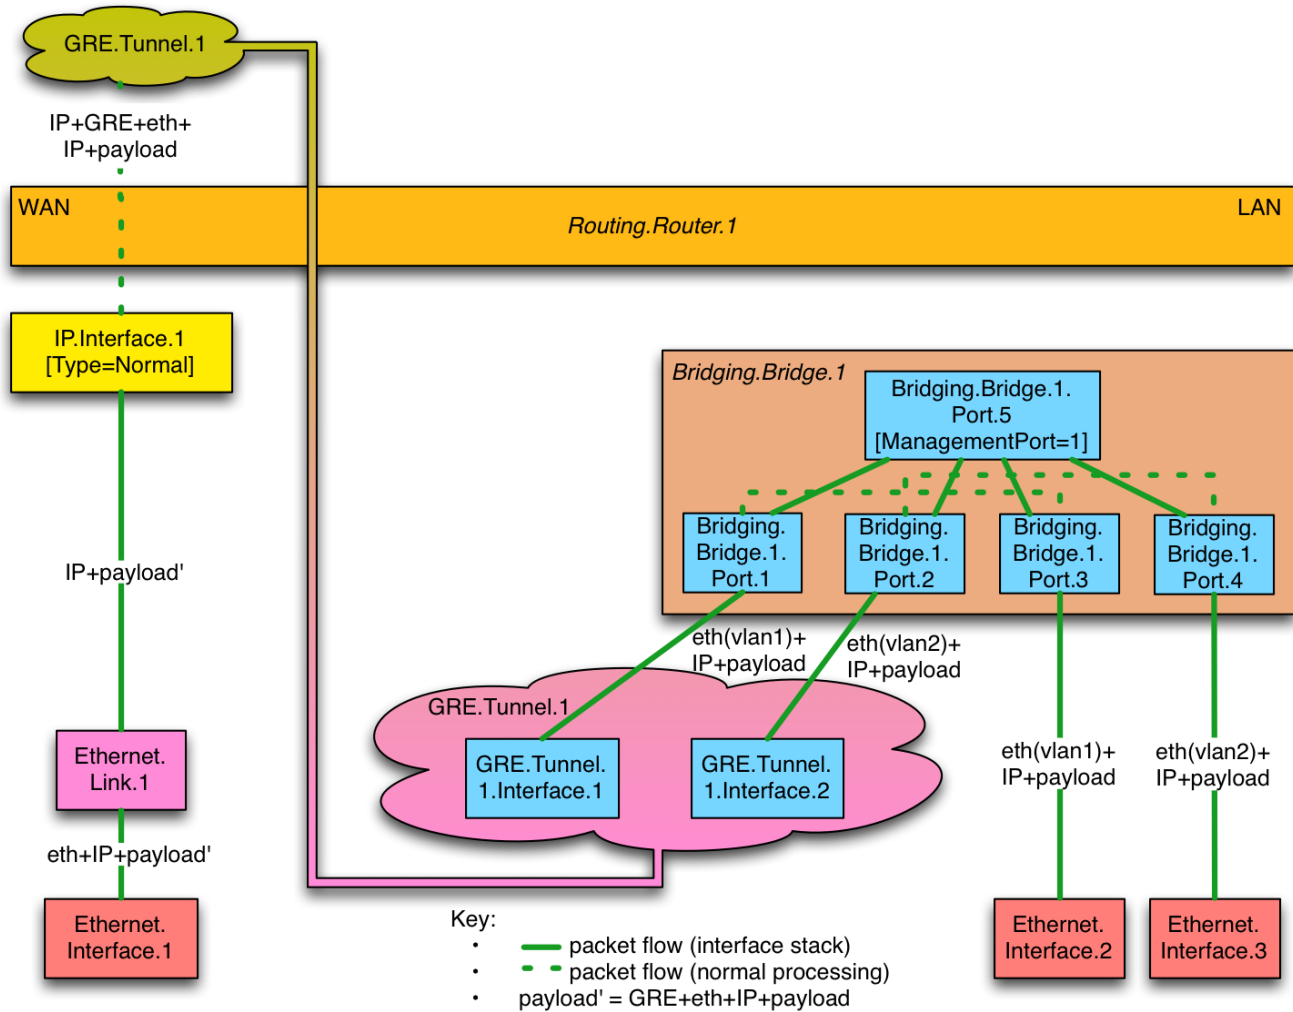 GRE.Tunnel.1
IP+GRE+eth+
IP+payload
WAN
Routing.Router.1
LAN
IP.Interface.1
[Type=Normal]
Bridging.Bridge.1
Bridging.Bridge.1.
Port.5
[ManagementPort=1]
Bridging.
Bridge.1.
Port.1
Bridging.
Bridge.1.
Port.2
Bridging.
Bridge.1.
Port.3
Bridging.
Bridge.1.
Port.4
IP+payload'
eth(vlan1)+
IP+payload
eth(vlan2)+
IP+payload
GRE.Tunnel.1
GRE.Tunnel.
1.Interface.1
GRE.Tunnel.
1.Interface.2
Ethernet.
Link.1
eth(vlan1)+
IP+payload
eth(vlan2)+
IP+payload
eth+IP+payload'
Ethernet.
Interface.1
Ethernet.
Interface.2
Ethernet.
Interface.3
Key:
• packet flow (interface stack)
• packet flow (normal processing)
• payload' = GRE+eth+IP+payload